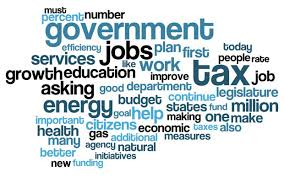 must
percent number
government
efficiency jobs plan first today
services like work tax people rate
growth education improve job
asking good department legislature
energy budget continue
states fund million
important goal help making one make
health citizens economic taxes also
many gas additional measures
better agency natural
new funding initiatives